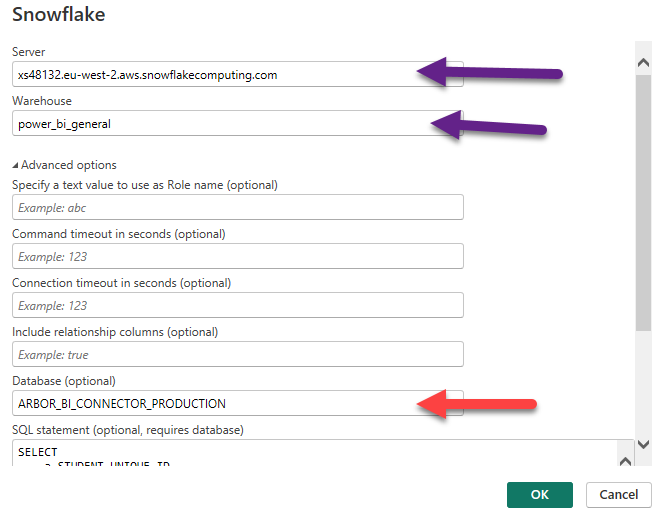 Snowflake
Server
xs48132.eu-west-2.aws.snowflakecomputing.com
Warehouse
power_bi_general
Advanced options
Specify a text value to use as Role name (optional)
Example: abc
Command timeout in seconds (optional)
Example: 123
Connection timeout in seconds (optional)
Example: 123
Include relationship columns (optional)
Example: true
Database (optional)
ARBOR_BI_CONNECTOR_PRODUCTION
SQL statement (optional, requires database)
SELECT
a.STUDENT_UNIQUE_ID
OK
Cancel